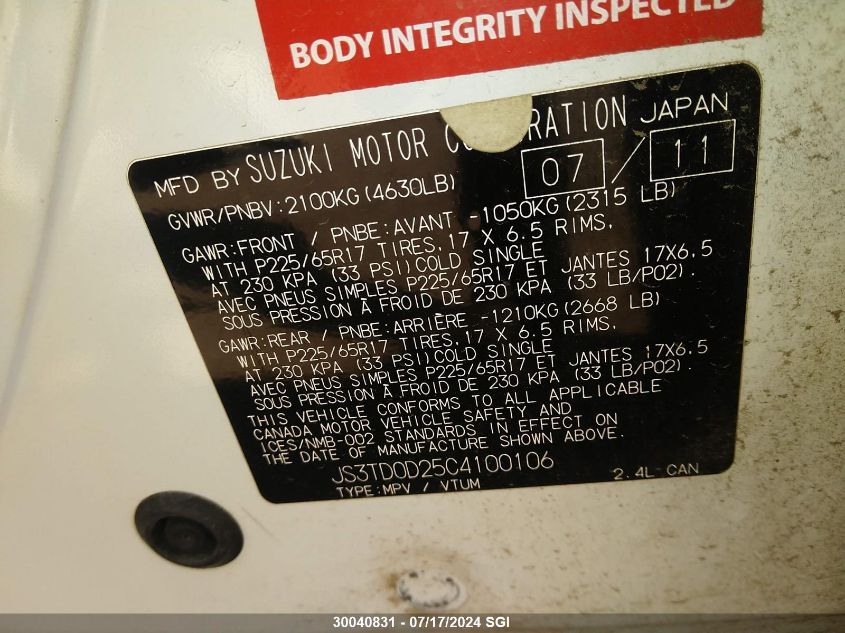 BODY INTEGRITY INSPECTED
MFD BY SUZUKI MOTOR RATION JAPAN
07 / 11
GVWR/PNBV:2100KG(4630LB)
GAWR:FRONT / PNBE:AVANT -1050KG(2315 LB)
WITH P225/65R17 TIRES,17 X 6.5 RIMS,
AT 230 KPA (33 PSI)COLD SINGLE
AVEC PNEUS SIMPLES P225/65R17 ET JANTES 17X6.5
SOUS PRESSION À FROID DE 230 KPA (33 LB/PO2).
GAWR:REAR / PNBE:ARRIÈRE -1210KG(2668 LB)
WITH P225/65R17 TIRES,17 X 6.5 RIMS,
AT 230 KPA (33 PSI)COLD SINGLE
AVEC PNEUS SIMPLES P225/65R17 ET JANTES 17X6.5
SOUS PRESSION À FROID DE 230 KPA (33 LB/PO2).
THIS VEHICLE CONFORMS TO ALL APPLICABLE
CANADA MOTOR VEHICLE SAFETY AND
ICES/NMB-002 STANDARDS IN EFFECT ON
THE DATE OF MANUFACTURE SHOWN ABOVE.
JS3TD0D25C4100106
TYPE:MPV / VTUM 2.4L CAN
30040831 - 07/17/2024 SGI